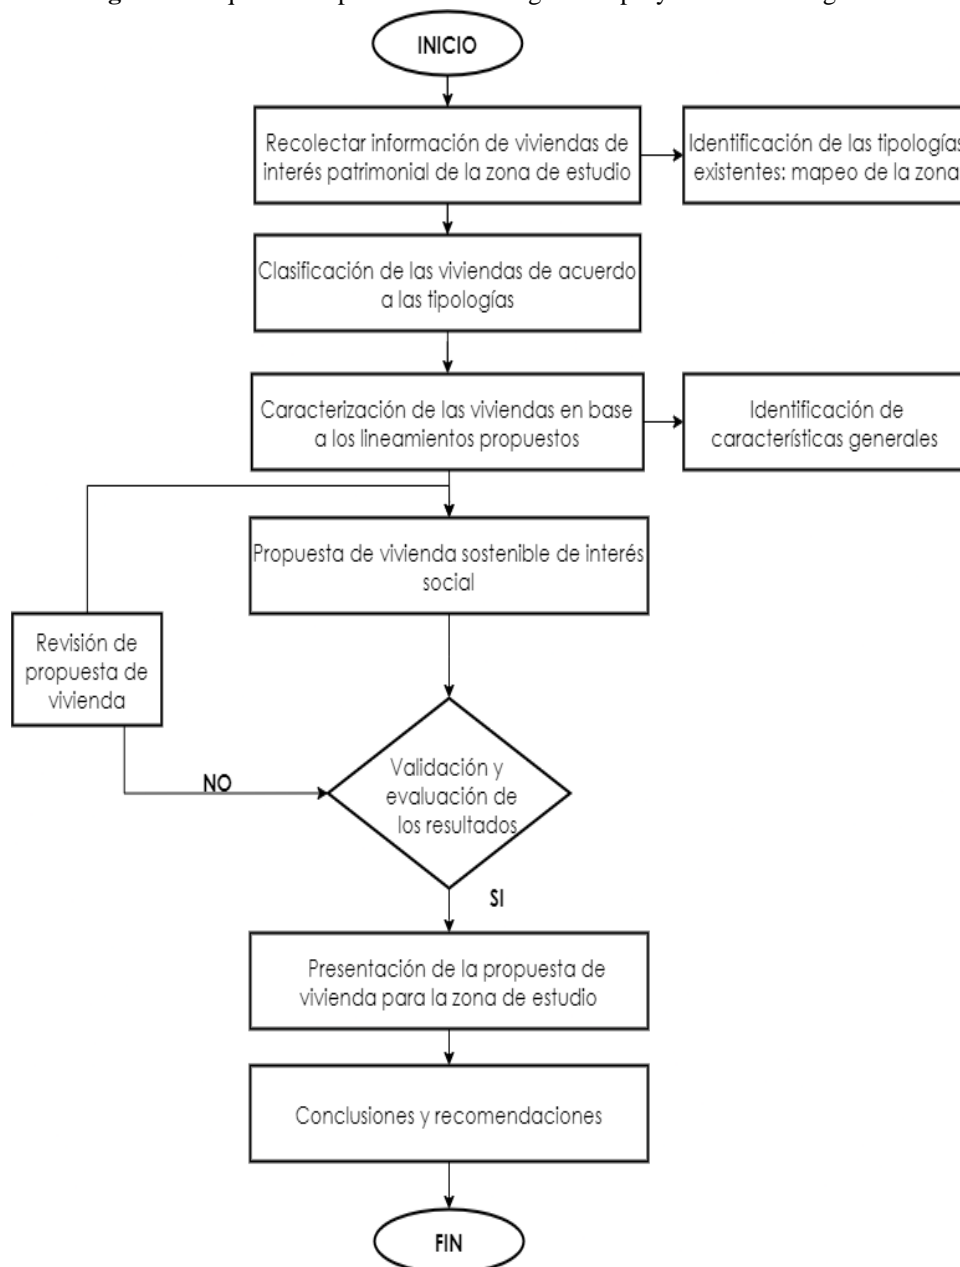 INICIO
Recolectar información de viviendas de
interés patrimonial de la zona de estudio
Identificación de las tipologías
existentes: mapeo de la zona
Clasificación de las viviendas de acuerdo
a las tipologías
Caracterización de las viviendas en base
a los lineamientos propuestos
Identificación de
características generales
Propuesta de vivienda sostenible de interés
social
Revisión de
propuesta de
vivienda
NO
Validación y
evaluación de
los resultados
SI
Presentación de la propuesta de
vivienda para la zona de estudio
Conclusiones y recomendaciones
FIN